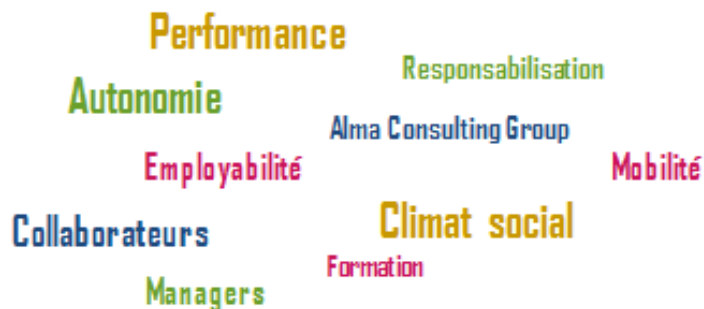 Performance
Responsabilisation
Autonomie
Alma Consulting Group
Employabilité
Mobilité
Climat social
Collaborateurs
Formation
Managers